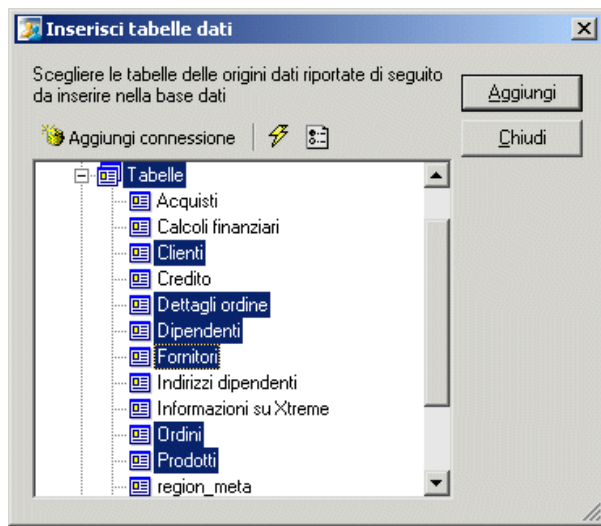 Inserisci tabelle dati
Scegliere le tabelle delle origini dati riportate di seguito
da inserire nella base dati
Aggiungi
Chiudi
Aggiungi connessione
Tabelle
Acquisti
Calcoli finanziari
Clienti
Credito
Dettagli ordine
Dipendenti
Fornitori
Indirizzi dipendenti
Informazioni su Xtreme
Ordini
Prodotti
region_meta